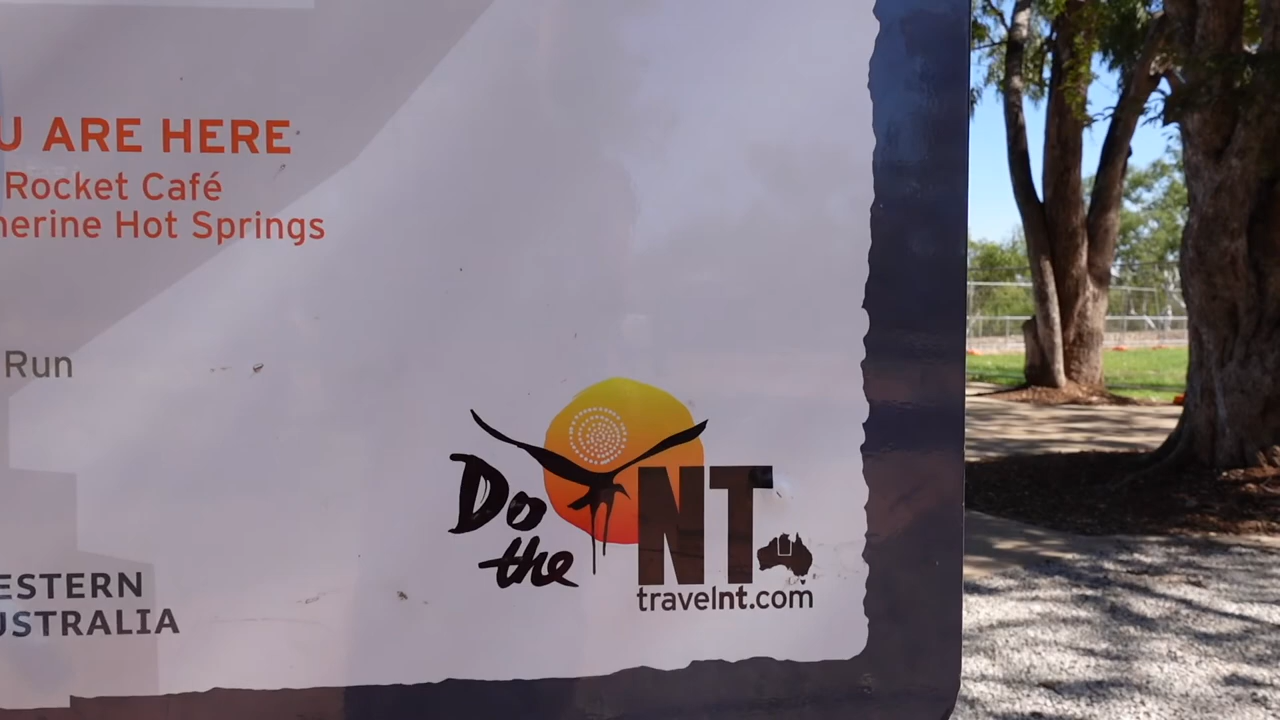 U ARE HERE
Rocket Café
herine Hot Springs
Run
ESTERN
USTRALIA
Do
the
NT
travelnt.com